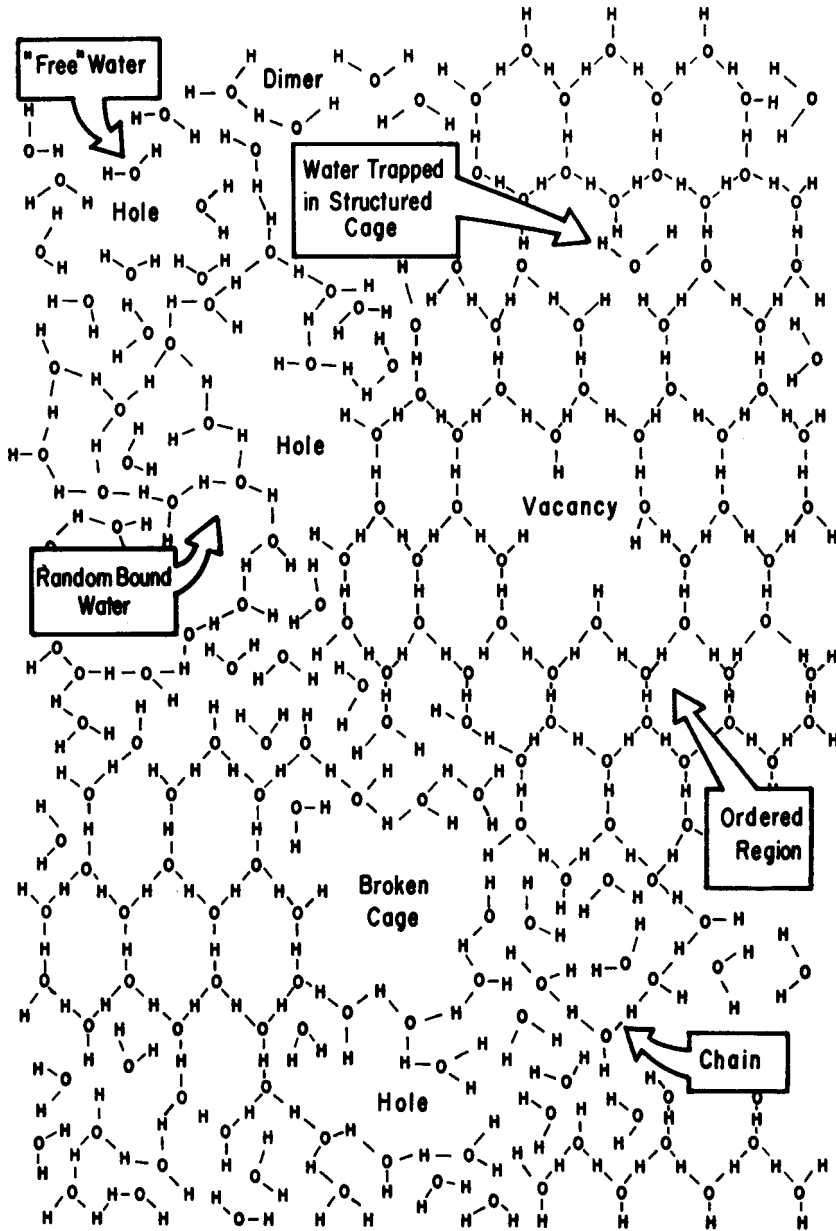 "Free" Water
Dimer
Hole
Water Trapped
in Structured
Cage
Hole
Vacancy
Random Bound
Water
Ordered
Region
Broken
Cage
Chain
Hole